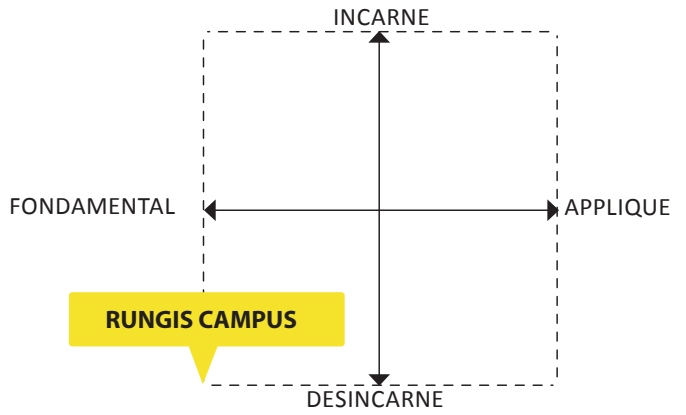 INCARNE
FONDAMENTAL
APPLIQUE
RUNGIS CAMPUS
DESINCARNE